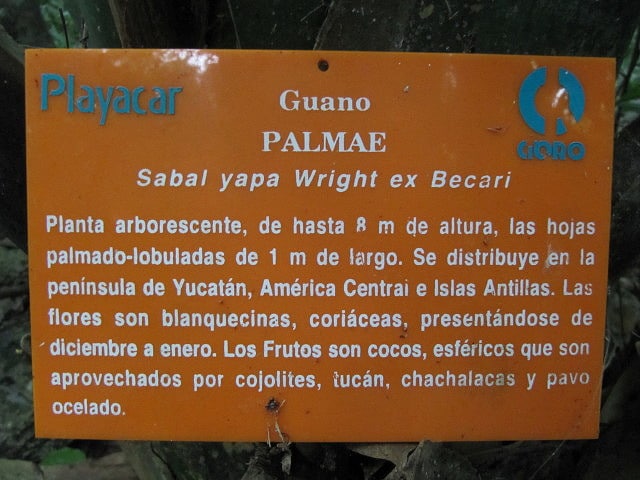 Playacar
Guano
PALMAE
CICRO
Sabal yapa Wright ex Becari
Planta arborescente, de hasta 8 m de altura, las hojas
palmado-lobuladas de 1 m de largo. Se distribuye en la
península de Yucatán, América Central e Islas Antillas. Las
flores son blanquecinas, coriáceas, presentándose de
diciembre a enero. Los Frutos son cocos, esféricos que son
aprovechados por cojolites, tucán, chachalacas y pavo
ocelado.